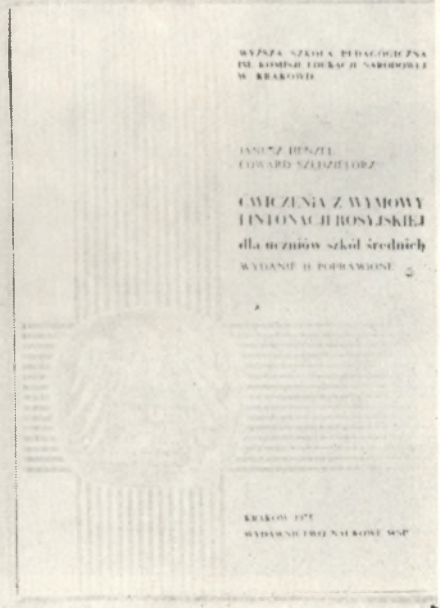 WYŻSZA SZKOŁA PEDAGOGICZNA
IM. KOMISJI EDUKACJI NARODOWEJ
W KRAKOWIE
JANUSZ HENZEL
EDWARD SZĘDZIELORZ
ĆWICZENIA Z WYMOWY
I INTONACJI ROSYJSKIEJ
dla uczniów szkół średnich
WYDANIE II POPRAWIONE
KRAKÓW
WYDAWNICTWO NAUKOWE WSP